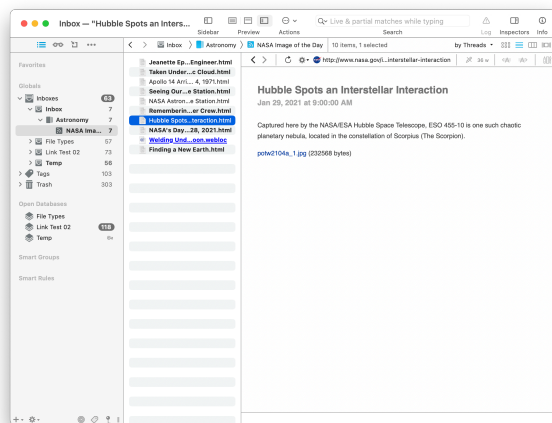 Inbox — "Hubble Spots an Inters...
Sidebar
Preview
Actions
Live & partial matches while typing
Search
Log
Inspectors
Info
Inbox
Astronomy
NASA Image of the Day
10 items, 1 selected
by Threads
Favorites
Globals
Inboxes 63
Inbox 7
Astronomy 7
NASA Ima... 7
File Types 57
Link Test 02 73
Temp 56
Tags 103
Trash 303
Open Databases
File Types
Link Test 02 118
Temp
Smart Groups
Smart Rules
Jeanette Ep...Engineer.html
Taken Under...c Cloud.html
Apollo 14 Arri.... 4, 1971.html
Seeing Our...e Station.html
NASA Astron...e Station.html
Rememberin...er Crew.html
Hubble Spots...teraction.html
NASA's Day...28, 2021.html
Welding Und...oon.webloc
Finding a New Earth.html
http://www.nasa.gov/i...interstellar-interaction
36 w
Hubble Spots an Interstellar Interaction
Jan 29, 2021 at 9:00:00 AM
Captured here by the NASA/ESA Hubble Space Telescope, ESO 455-10 is one such chaotic
planetary nebula, located in the constellation of Scorpius (The Scorpion).
potw2104a_1.jpg (232568 bytes)